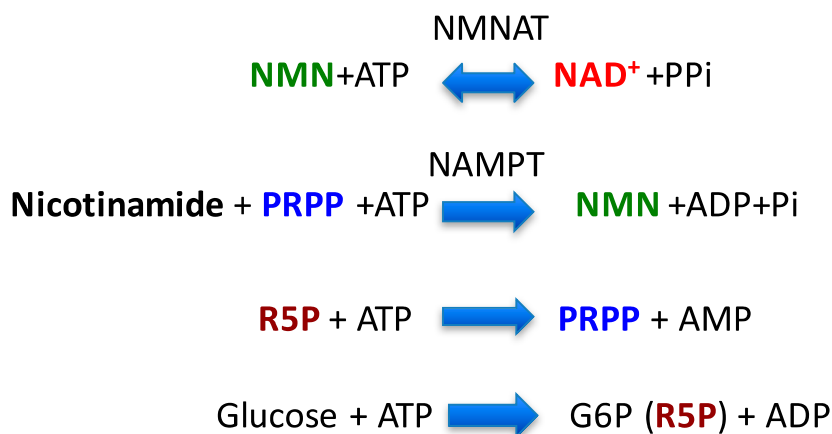 NMNAT
NMN+ATP NAD⁺ +PPi
NAMPT
Nicotinamide + PRPP +ATP NMN +ADP+Pi
R5P + ATP PRPP + AMP
Glucose + ATP G6P (R5P) + ADP